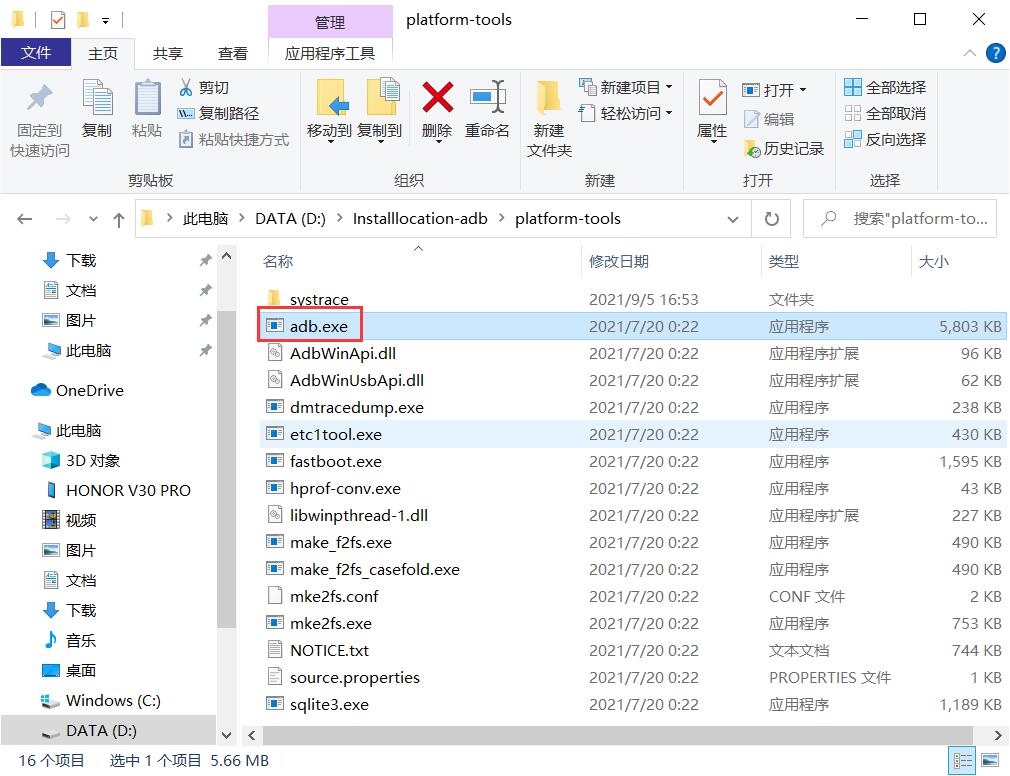 管理 platform-tools
文件 主页 共享 查看 应用程序工具
固定到快速访问 复制 粘贴 剪切 复制路径 粘贴快捷方式
移动到 复制到 删除 重命名
新建文件夹 新建项目 轻松访问
属性 打开 编辑 历史记录
全部选择 全部取消 反向选择
剪贴板 组织 新建 打开 选择
此电脑 DATA (D:) Installlocation-adb platform-tools 搜索"platform-to...
下载
文档
图片
此电脑
OneDrive
此电脑
3D 对象
HONOR V30 PRO
视频
图片
文档
下载
音乐
桌面
Windows (C:)
DATA (D:)
名称 修改日期 类型 大小
systrace 2021/9/5 16:53 文件夹
adb.exe 2021/7/20 0:22 应用程序 5,803 KB
AdbWinApi.dll 2021/7/20 0:22 应用程序扩展 96 KB
AdbWinUsbApi.dll 2021/7/20 0:22 应用程序扩展 62 KB
dmtracedump.exe 2021/7/20 0:22 应用程序 238 KB
etc1tool.exe 2021/7/20 0:22 应用程序 430 KB
fastboot.exe 2021/7/20 0:22 应用程序 1,595 KB
hprof-conv.exe 2021/7/20 0:22 应用程序 43 KB
libwinpthread-1.dll 2021/7/20 0:22 应用程序扩展 227 KB
make_f2fs.exe 2021/7/20 0:22 应用程序 490 KB
make_f2fs_casefold.exe 2021/7/20 0:22 应用程序 490 KB
mke2fs.conf 2021/7/20 0:22 CONF 文件 2 KB
mke2fs.exe 2021/7/20 0:22 应用程序 753 KB
NOTICE.txt 2021/7/20 0:22 文本文档 744 KB
source.properties 2021/7/20 0:22 PROPERTIES 文件 1 KB
sqlite3.exe 2021/7/20 0:22 应用程序 1,189 KB
16 个项目 选中 1 个项目 5.66 MB